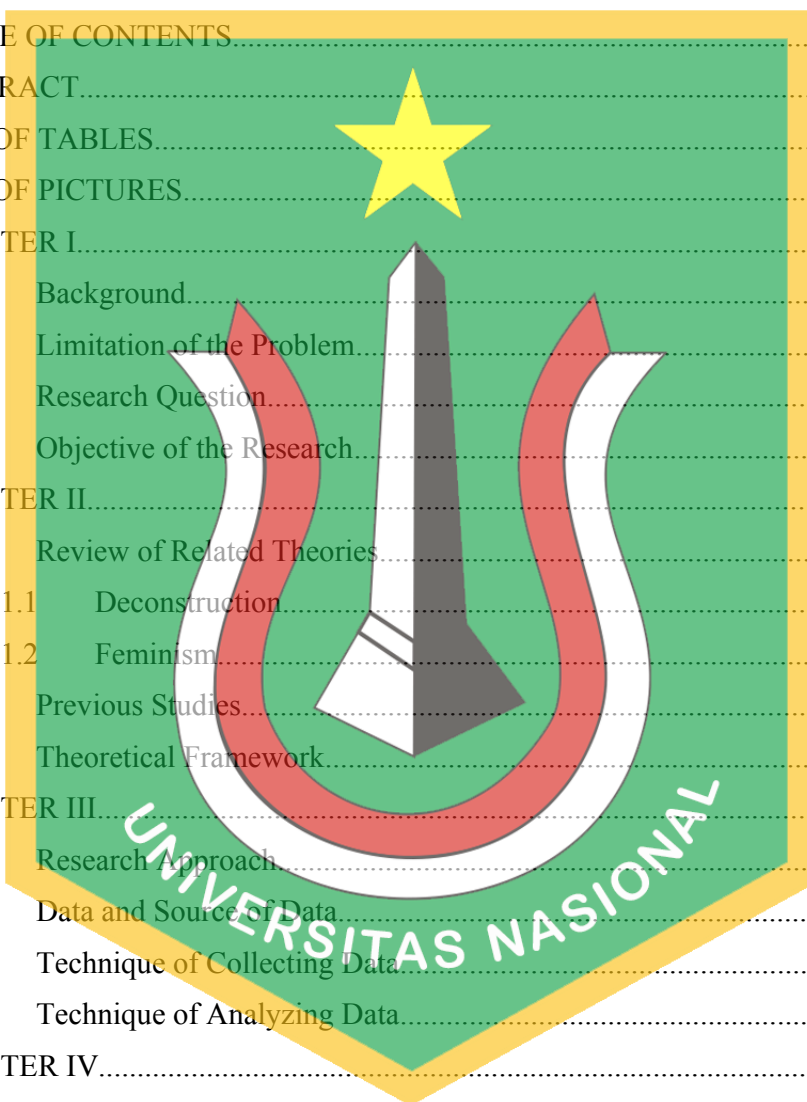 E OF CONTENTS
RACT
OF TABLES
OF PICTURES
TER I
Background
Limitation of the Problem
Research Question
Objective of the Research
TER II
Review of Related Theories
1.1 Deconstruction
1.2 Feminism
Previous Studies
Theoretical Framework
TER III
Research Approach
Data and Source of Data
Technique of Collecting Data
Technique of Analyzing Data
TER IV
UNIVERSITAS NASIONAL